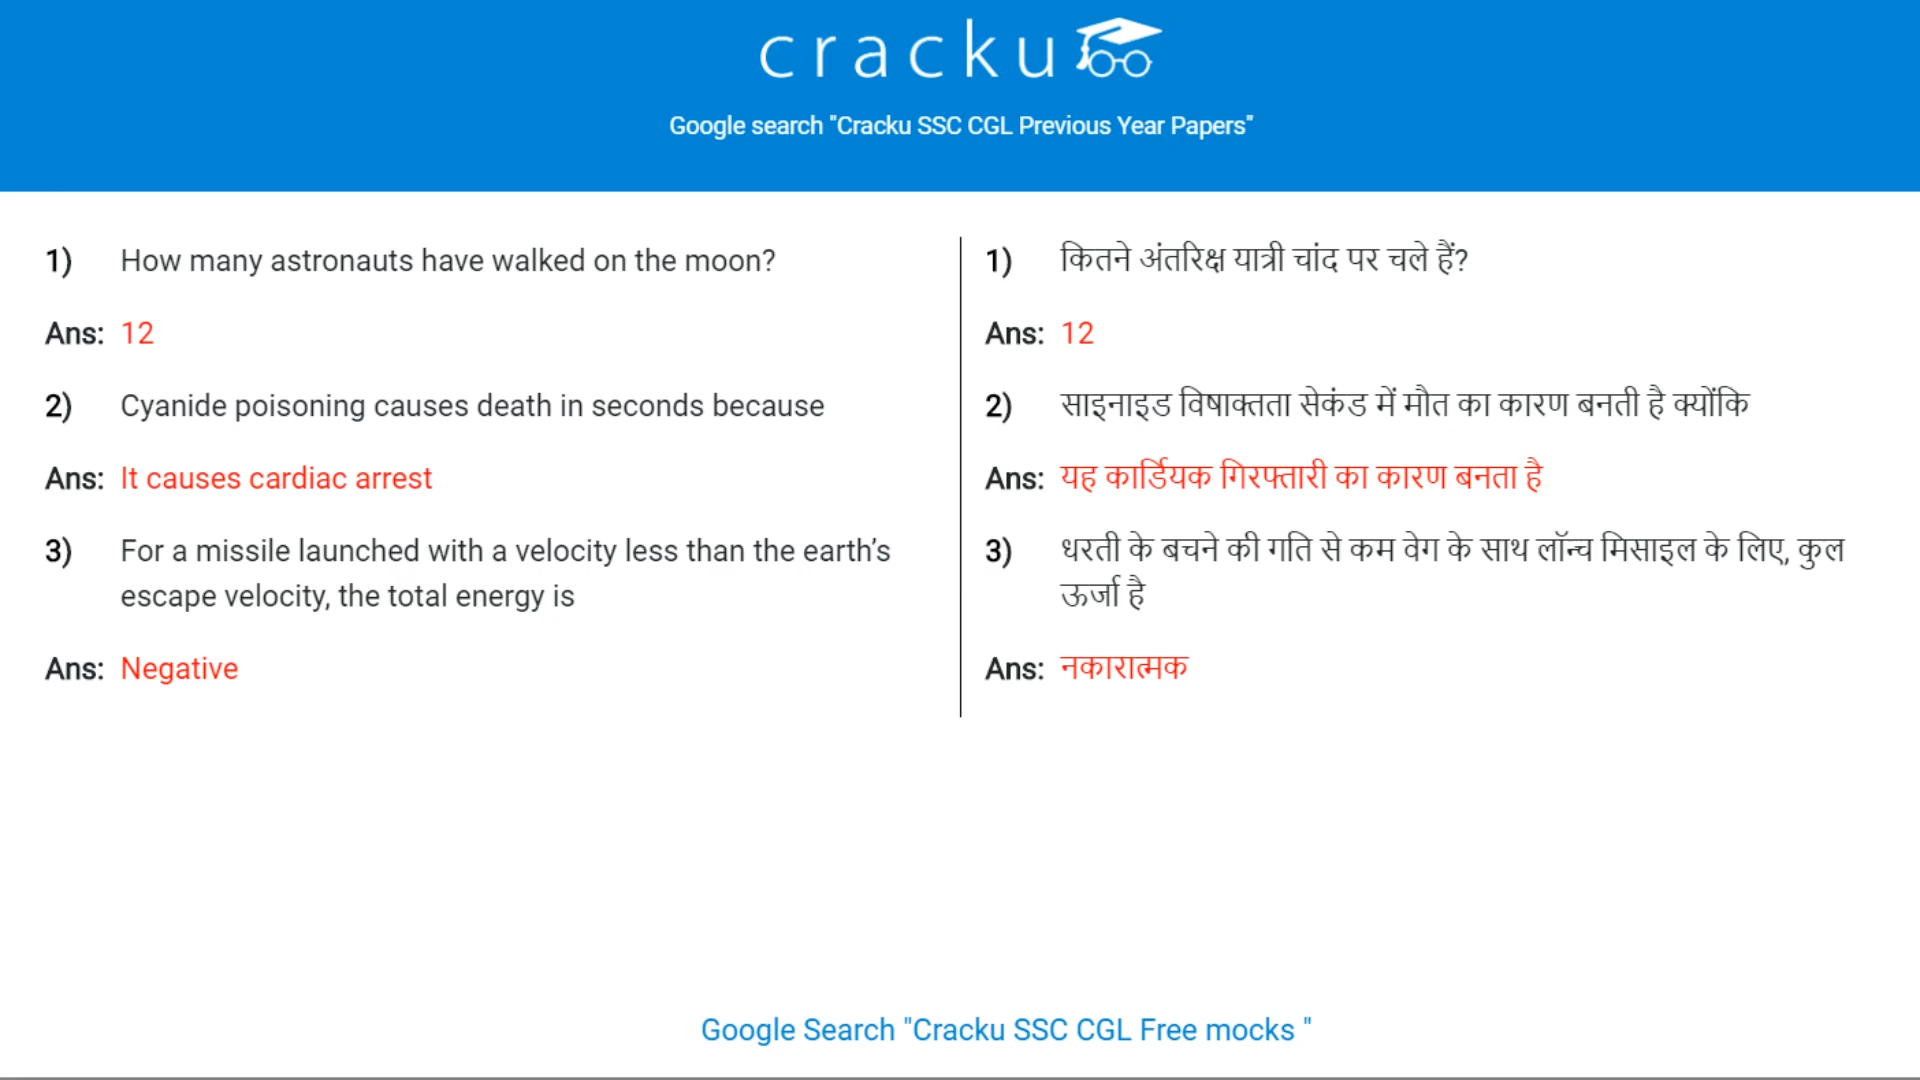 cracku
Google search "Cracku SSC CGL Previous Year Papers"
1) How many astronauts have walked on the moon?
Ans: 12
2) Cyanide poisoning causes death in seconds because
Ans: It causes cardiac arrest
3) For a missile launched with a velocity less than the earth’s
escape velocity, the total energy is
Ans: Negative
1) कितने अंतरिक्ष यात्री चांद पर चले हैं?
Ans: 12
2) साइनाइड विषाक्तता सेकंड में मौत का कारण बनती है क्योंकि
Ans: यह कार्डियक गिरफ्तारी का कारण बनता है
3) धरती के बचने की गति से कम वेग के साथ लॉन्च मिसाइल के लिए, कुल
ऊर्जा है
Ans: नकारात्मक
Google Search "Cracku SSC CGL Free mocks "